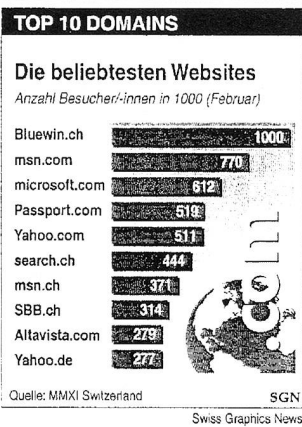 TOP 10 DOMAINS
Die beliebtesten Websites
Anzahl Besucher/-innen in 1000 (Februar)
Bluewin.ch 1000
msn.com 770
microsoft.com 612
Passport.com 519
Yahoo.com 511
search.ch 444
msn.ch 371
SBB.ch 314
Altavista.com 279
Yahoo.de 277
.com
Quelle: MMXI Switzerland SGN
Swiss Graphics News